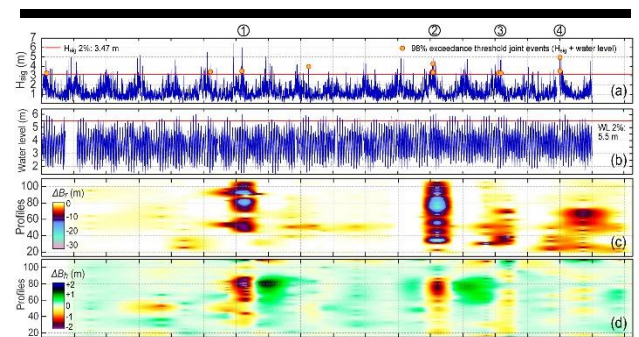 ① ② ③ ④
7
6
5
4
3
2
1
Hsig (m)
Hsig 2%: 3.47 m
98% exceedance threshold joint events (Hsig + water level)
(a)
6
5
4
3
2
Water level (m)
WL 2%:
5.5 m
(b)
100
80
60
40
20
Profiles
ΔBr (m)
0
-10
-20
-30
(c)
100
80
60
40
20
Profiles
ΔBh (m)
+2
+1
0
-1
-2
(d)